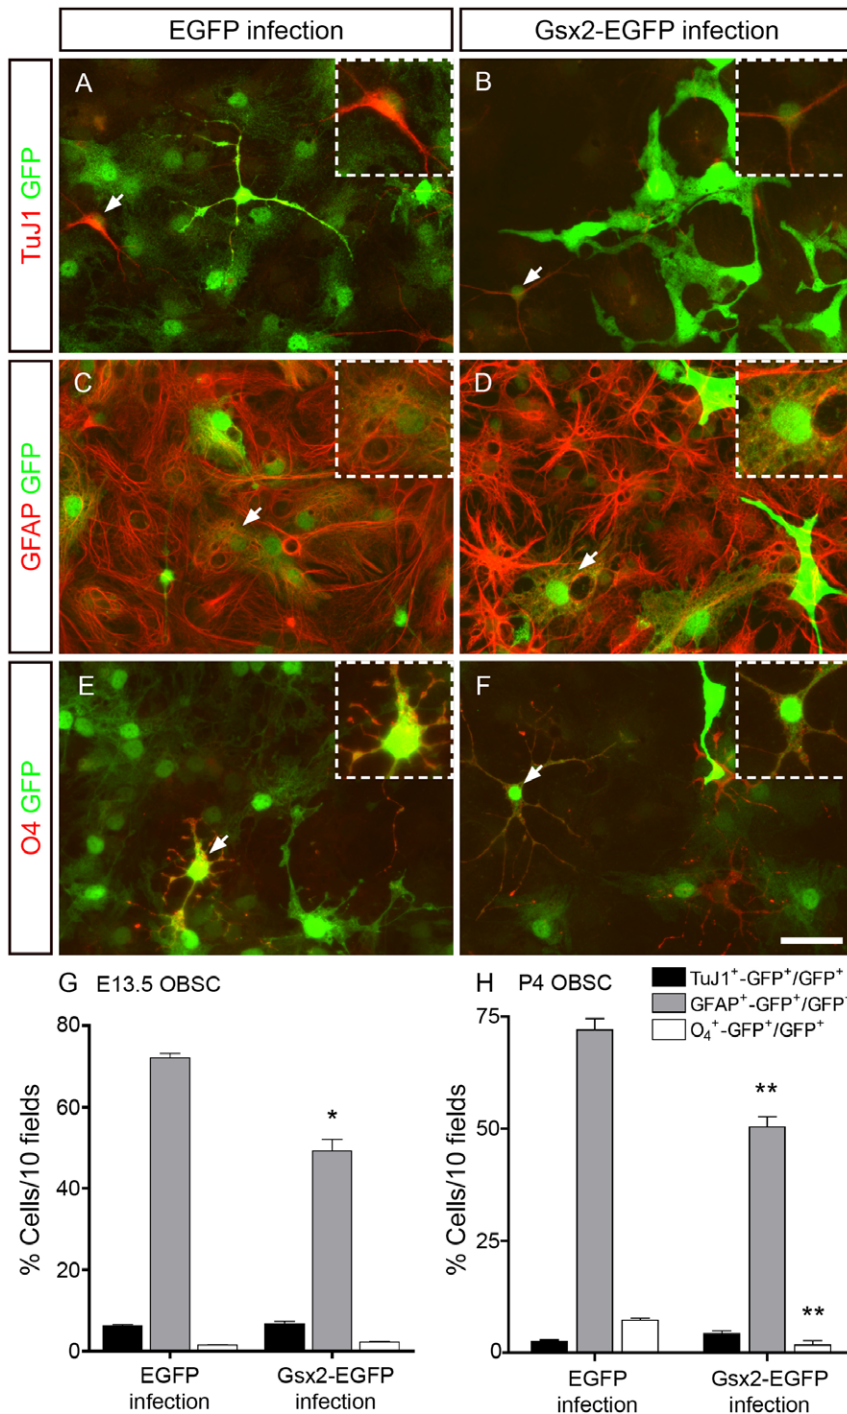 EGFP infection
Gsx2-EGFP infection
TuJ1 GFP
A
B
GFAP GFP
C
D
O4 GFP
E
F
G E13.5 OBSC
80
60
40
20
0
% Cells/10 fields
*
EGFP
infection
Gsx2-EGFP
infection
H P4 OBSC
TuJ1⁺-GFP⁺/GFP⁺
GFAP⁺-GFP⁺/GFP⁺
O₄⁺-GFP⁺/GFP⁺
75
50
25
0
% Cells/10 fields
**
**
EGFP
infection
Gsx2-EGFP
infection